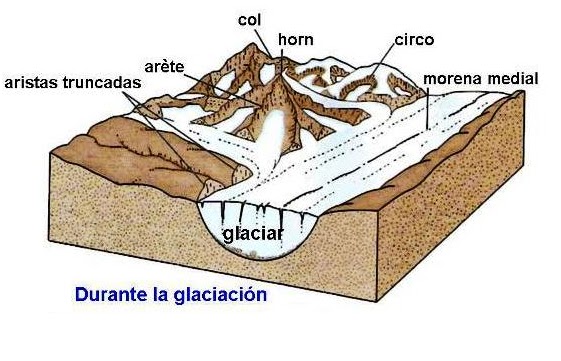 col
horn
circo
arète
morena medial
aristas truncadas
glaciar
Durante la glaciación